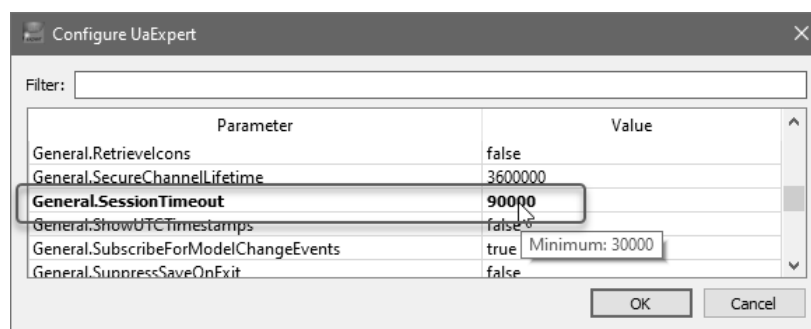 Configure UaExpert
Filter:
Parameter Value
General.RetrieveIcons false
General.SecureChannelLifetime 3600000
General.SessionTimeout 90000
General.ShowUTCTimestamps false
General.SubscribeForModelChangeEvents true
Minimum: 30000
General.SuppressSaveOnExit false
OK Cancel